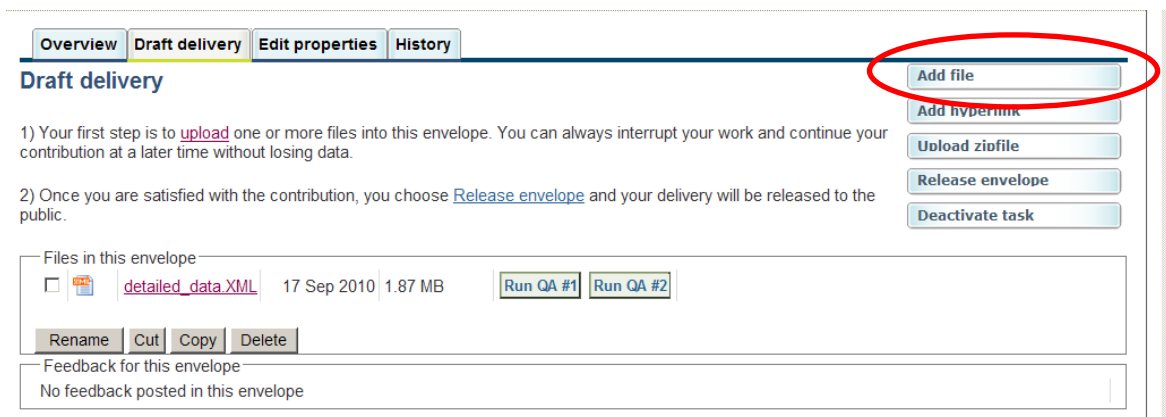 Overview Draft delivery Edit properties History
Draft delivery
Add file
Add hyperlink
Upload zipfile
Release envelope
Deactivate task
1) Your first step is to upload one or more files into this envelope. You can always interrupt your work and continue your
contribution at a later time without losing data.
2) Once you are satisfied with the contribution, you choose Release envelope and your delivery will be released to the
public.
Files in this envelope
detailed_data.XML 17 Sep 2010 1.87 MB Run QA #1 Run QA #2
Rename Cut Copy Delete
Feedback for this envelope
No feedback posted in this envelope